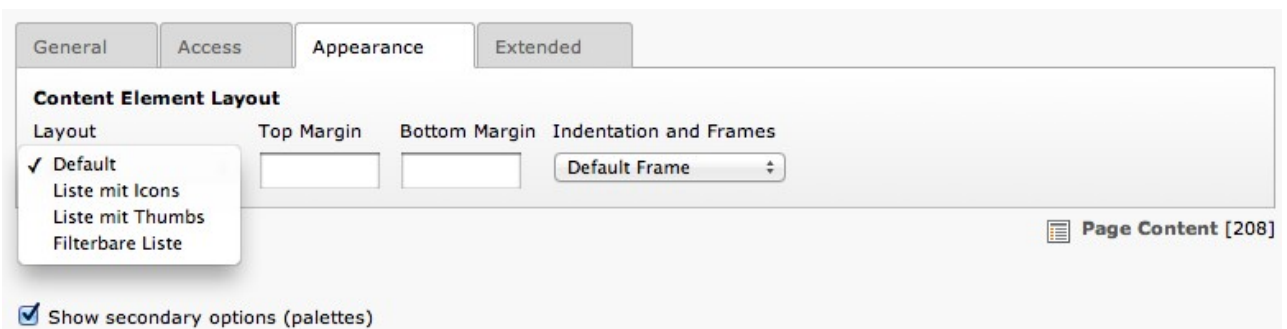 General Access Appearance Extended
Content Element Layout
Layout Top Margin Bottom Margin Indentation and Frames
✓ Default Default Frame
Liste mit Icons
Liste mit Thumbs
Filterbare Liste
Page Content [208]
Show secondary options (palettes)